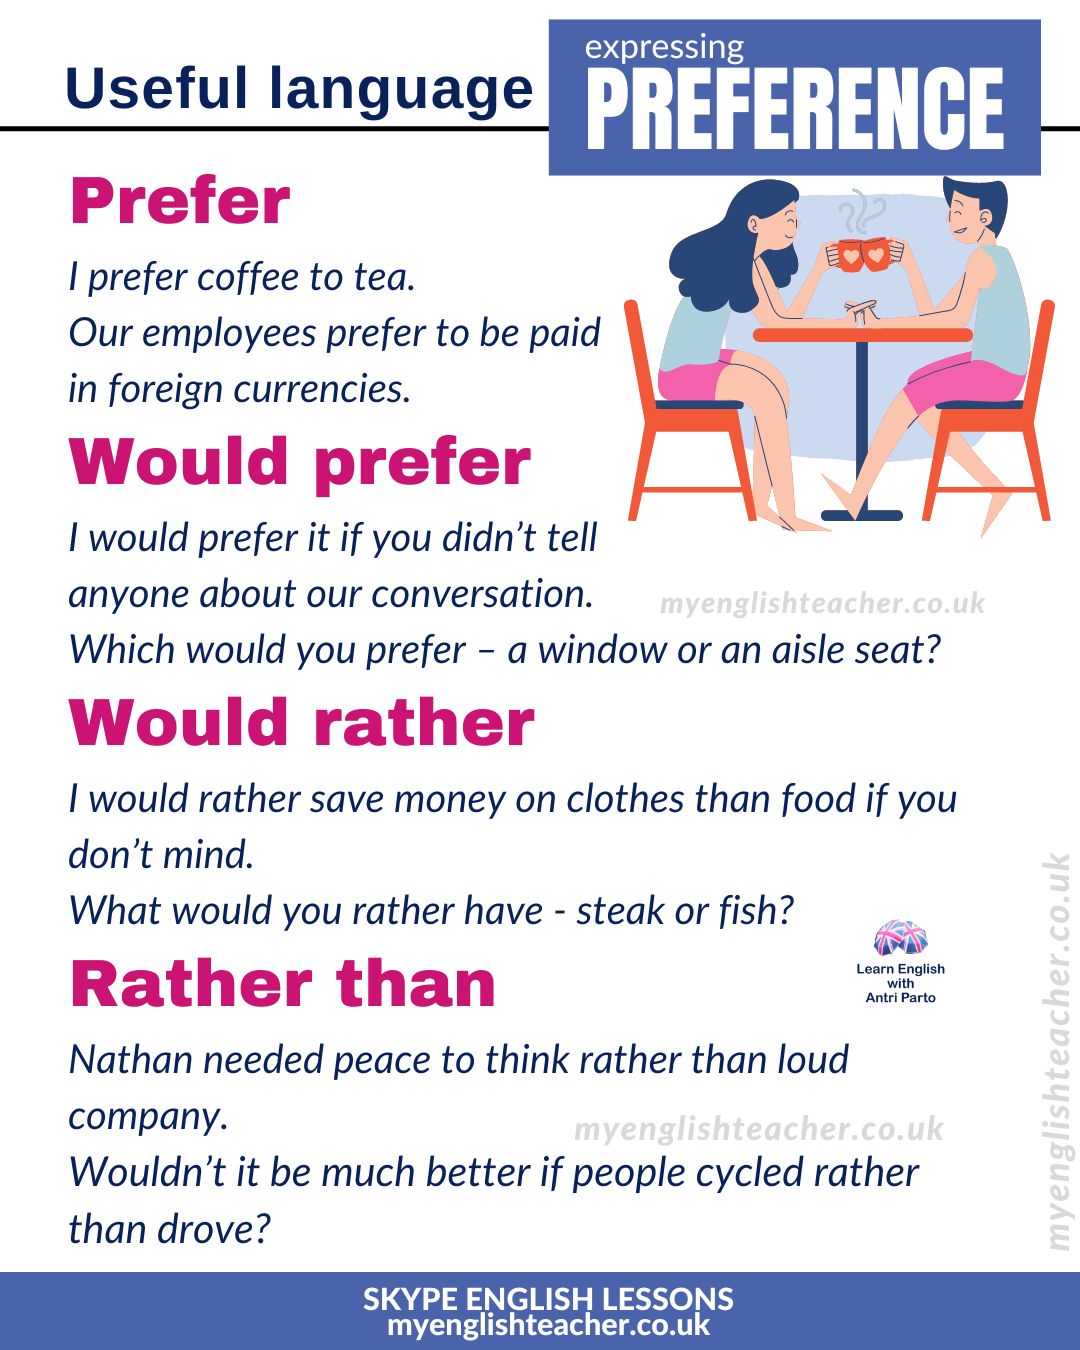 Useful language
expressing
PREFERENCE
Prefer
I prefer coffee to tea.
Our employees prefer to be paid
in foreign currencies.
Would prefer
I would prefer it if you didn’t tell
anyone about our conversation.
myenglishteacher.co.uk
Which would you prefer – a window or an aisle seat?
Would rather
I would rather save money on clothes than food if you
don’t mind.
What would you rather have - steak or fish?
Learn English
with
Antri Parto
Rather than
Nathan needed peace to think rather than loud
company.
myenglishteacher.co.uk
Wouldn’t it be much better if people cycled rather
than drove?
myenglishteacher.co.uk
SKYPE ENGLISH LESSONS
myenglishteacher.co.uk